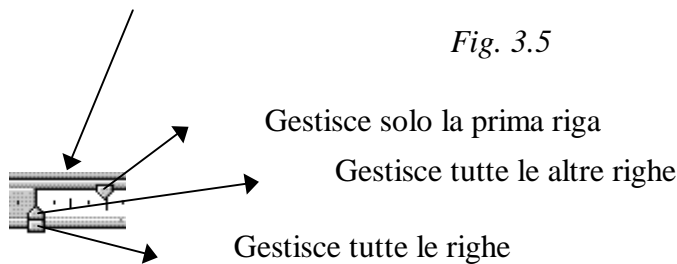 Fig. 3.5
Gestisce solo la prima riga
Gestisce tutte le altre righe
Gestisce tutte le righe